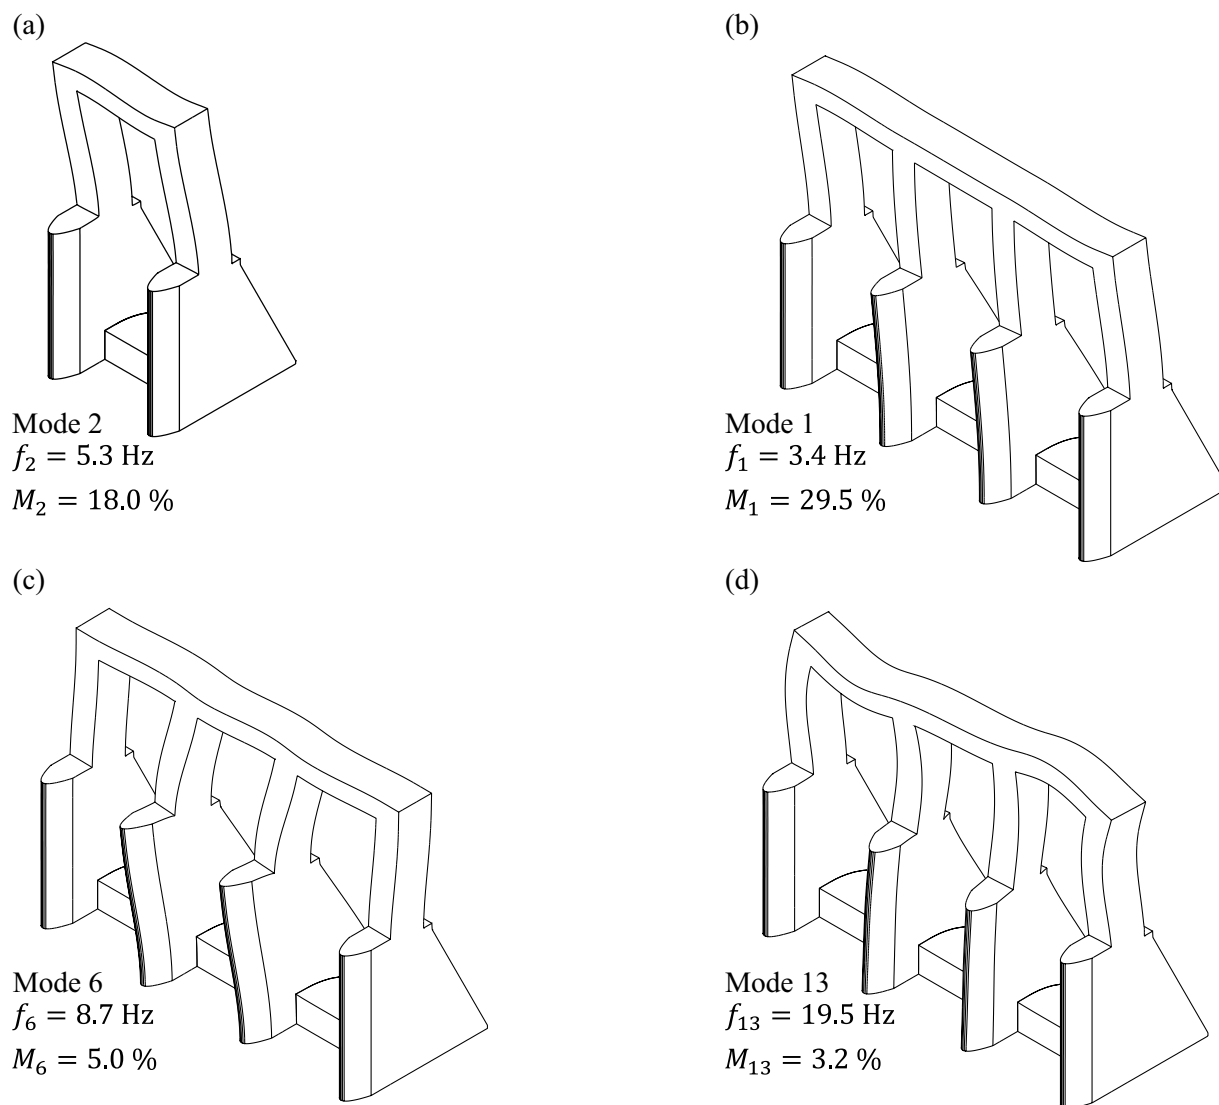 (a)
Mode 2
𝑓₂ = 5.3 Hz
𝑀₂ = 18.0 %
(b)
Mode 1
𝑓₁ = 3.4 Hz
𝑀₁ = 29.5 %
(c)
Mode 6
𝑓₆ = 8.7 Hz
𝑀₆ = 5.0 %
(d)
Mode 13
𝑓₁₃ = 19.5 Hz
𝑀₁₃ = 3.2 %